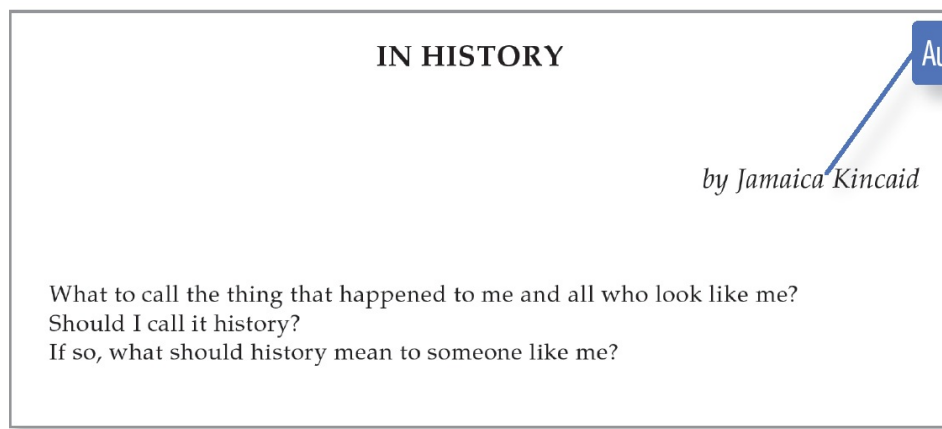 IN HISTORY
by Jamaica Kincaid
What to call the thing that happened to me and all who look like me?
Should I call it history?
If so, what should history mean to someone like me?